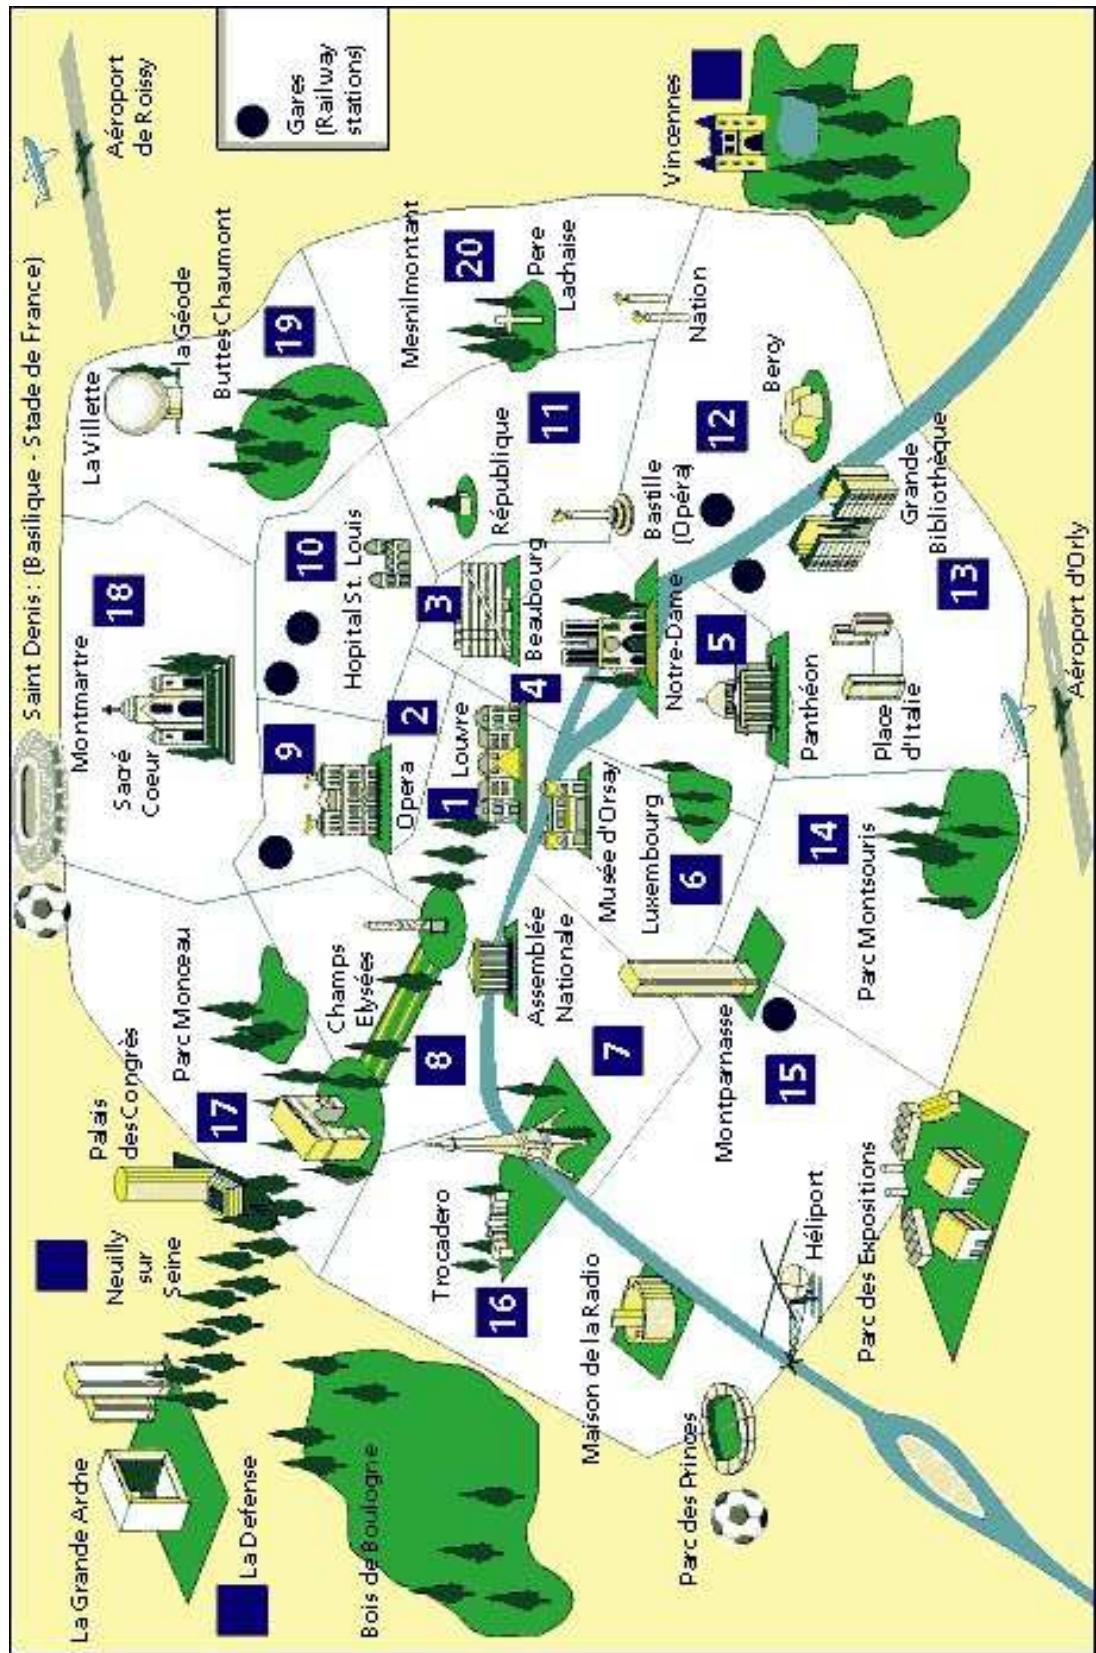 Saint Denis : (Basilique - Stade de France)
Aéroport
de Roissy
Gares
(Railway
stations)
La Grande Arche
La Defense
Neuilly
sur
Seine
Palais
des Congrès
17
Parc Monceau
Montmartre
Sacré
Coeur
18
La Villette
la Géode
Buttes Chaumont
19
Bois de Boulogne
Champs
Elysées
8
9
Opera
2
10
Hopital St. Louis
3
Mesnilmontant
20
Pere
Lachaise
République
11
Trocadero
16
Assemblée
Nationale
1
Louvre
4
Beaubourg
Maison de la Radio
7
Musée d'Orsay
Luxembourg
6
Notre-Dame
5
Bastille
(Opéra)
12
Nation
Vincennes
Bercy
Parc des Princes
Héliport
Montparnasse
15
14
Panthéon
Place
d'Italie
13
Grande
Bibliothèque
Parc des Expositions
Parc Montsouris
Aéroport d'Orly